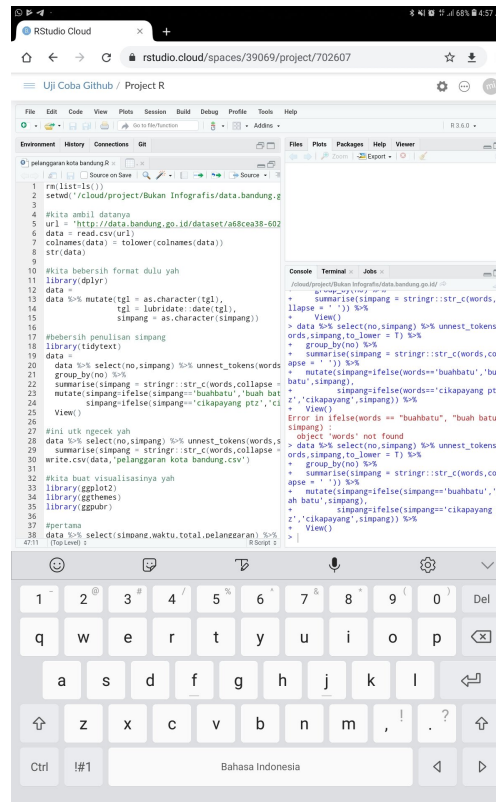 68% 4:57
RStudio Cloud × +
rstudio.cloud/spaces/39069/project/702607
Uji Coba Github / Project R
File Edit Code View Plots Session Build Debug Profile Tools Help
Go to file/function Addins R 3.6.0
Environment History Connections Git
pelanggaran kota bandung.R ×
Source on Save Source
1 rm(list=ls())
2 setwd('/cloud/project/Bukan Infografis/data.bandung.g
3
4 #kita ambil datanya
5 url = 'http://data.bandung.go.id/dataset/a68cea38-602
6 data = read.csv(url)
7 colnames(data) = tolower(colnames(data))
8 str(data)
9
10 #kita bebersih format dulu yah
11 library(dplyr)
12 data =
13 data %>% mutate(tgl = as.character(tgl),
14 tgl = lubridate::date(tgl),
15 simpang = as.character(simpang))
16
17 #bebersih penulisan simpang
18 library(tidytext)
19 data =
20 data %>% select(no,simpang) %>% unnest_tokens(words
21 group_by(no) %>%
22 summarise(simpang = stringr::str_c(words,collapse =
23 mutate(simpang=ifelse(simpang=='buahbatu','buah bat
24 simpang=ifelse(simpang=='cikapayang ptz','ci
25 View()
26
27 #ini utk ngecek yah
28 data %>% select(no,simpang) %>% unnest_tokens(words,s
29 summarise(simpang = stringr::str_c(words,collapse =
30 write.csv(data,'pelanggaran kota bandung.csv')
31
32 #kita buat visualisasinya yah
33 library(ggplot2)
34 library(ggthemes)
35 library(ggpubr)
36
37 #pertama
38 data %>% select(simpang,waktu,total.pelanggaran) %>%
47:11 (Top Level) R Script
Files Plots Packages Help Viewer
Zoom Export
Console Terminal × Jobs ×
/cloud/project/Bukan Infografis/data.bandung.go.id/
+ group_by(no) %>%
+ summarise(simpang = stringr::str_c(words,
llapse = ' ')) %>%
+ View()
> data %>% select(no,simpang) %>% unnest_tokens
ords,simpang,to_lower = T) %>%
+ group_by(no) %>%
+ summarise(simpang = stringr::str_c(words,co
apse = ' ')) %>%
+ mutate(simpang=ifelse(words=='buahbatu','bu
batu',simpang),
+ simpang=ifelse(words=='cikapayang pt
z','cikapayang',simpang)) %>%
+ View()
Error in ifelse(words == "buahbatu", "buah batu
simpang) :
object 'words' not found
> data %>% select(no,simpang) %>% unnest_tokens
ords,simpang,to_lower = T) %>%
+ group_by(no) %>%
+ summarise(simpang = stringr::str_c(words,co
apse = ' ')) %>%
+ mutate(simpang=ifelse(simpang=='buahbatu','
ah batu',simpang),
+ simpang=ifelse(simpang=='cikapayang
z','cikapayang',simpang)) %>%
+ View()
>
1 - 2 @ 3 # 4 / 5 % 6 ^ 7 & 8 * 9 ( 0 ) Del
q w e r t y u i o p
a s d f g h j k l
z x c v b n m , ! . ?
Ctrl !#1 Bahasa Indonesia